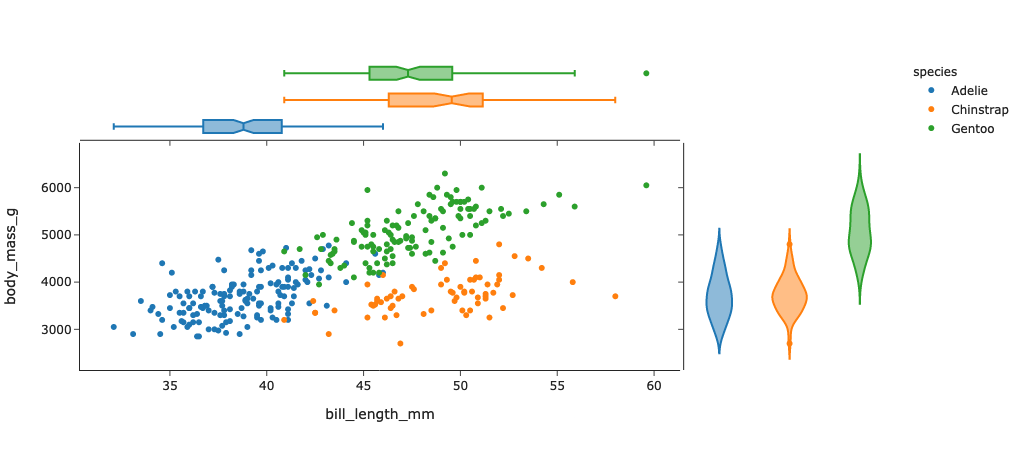 species
Adelie
Chinstrap
Gentoo
body_mass_g
6000
5000
4000
3000
35 40 45 50 55 60
bill_length_mm